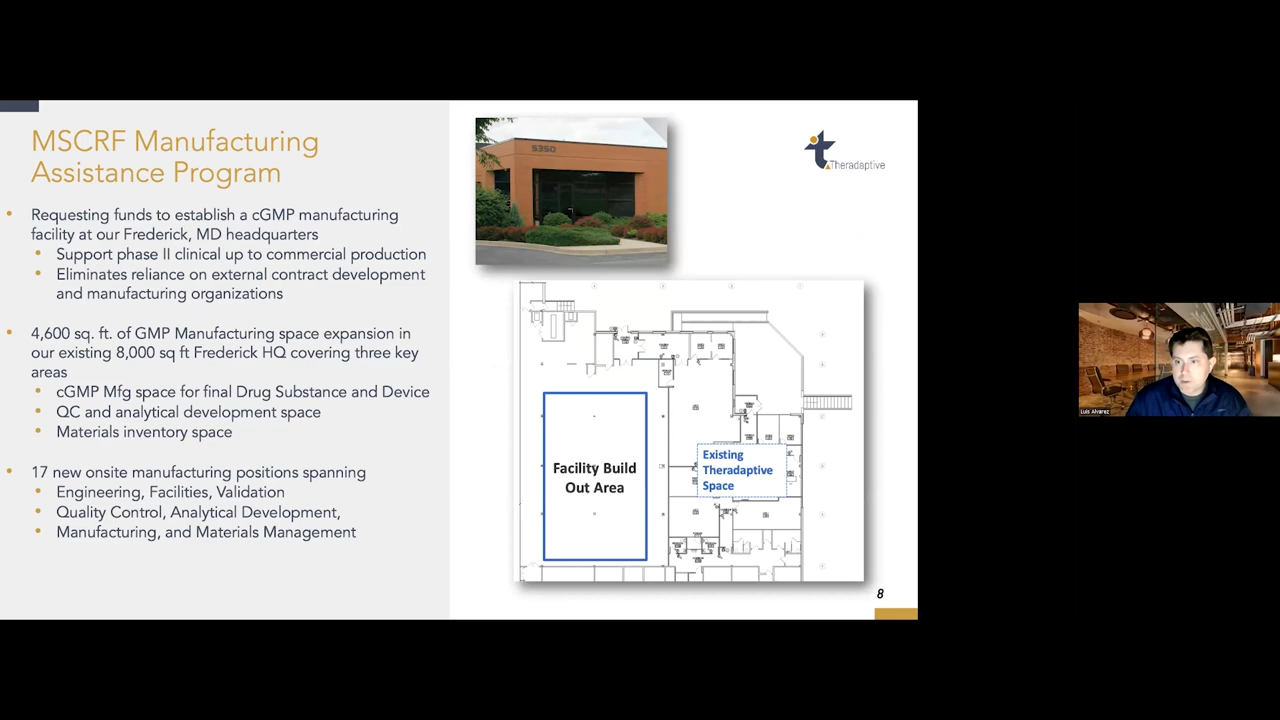 MSCRF Manufacturing
Assistance Program
Requesting funds to establish a cGMP manufacturing
facility at our Frederick, MD headquarters
Support phase II clinical up to commercial production
Eliminates reliance on external contract development
and manufacturing organizations
4,600 sq. ft. of GMP Manufacturing space expansion in
our existing 8,000 sq ft Frederick HQ covering three key
areas
cGMP Mfg space for final Drug Substance and Device
QC and analytical development space
Materials inventory space
17 new onsite manufacturing positions spanning
Engineering, Facilities, Validation
Quality Control, Analytical Development,
Manufacturing, and Materials Management
5350
Theradaptive
Facility Build
Out Area
Existing
Theradaptive
Space
8
Luis Alvarez